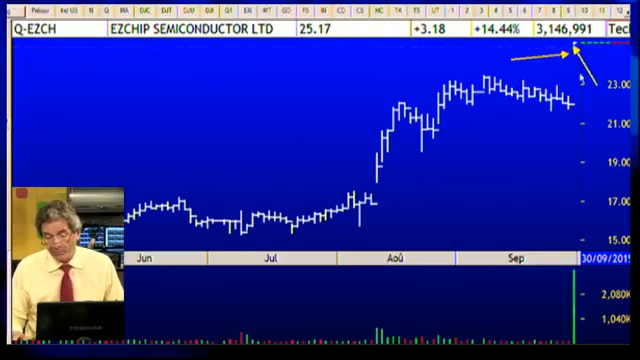 Q-EZCH EZCHIP SEMICONDUCTOR LTD 25.17 +3.18 +14.44% 3,146,991 Tech
23.00
21.00
19.00
17.00
15.00
Jun Jul Aoû Sep 30/09/2015
2,080K
1,040K
TOSHIBA